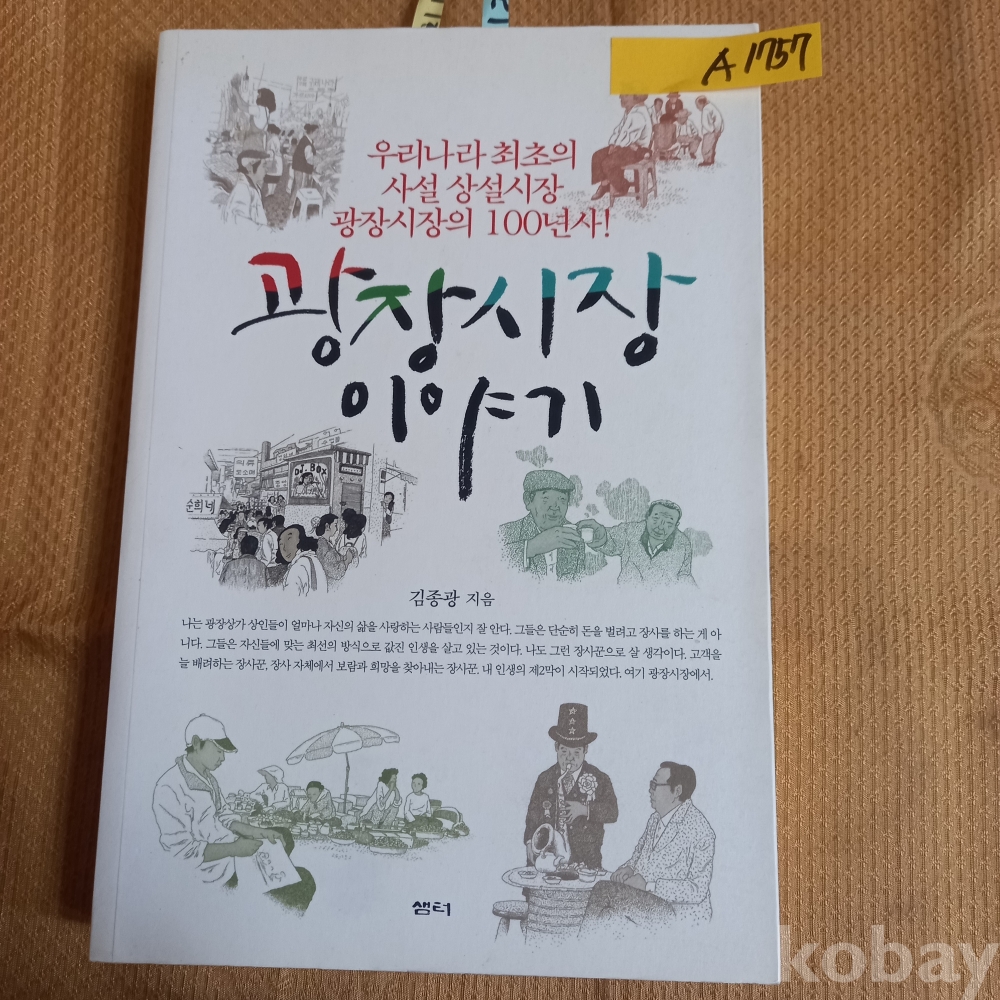 A1757
우리나라 최초의
사설 상설시장
광장시장의 100년사!
광장시장
이야기
DJ. BOX
순희네
김종광 지음
나는 광장상가 상인들이 얼마나 자신의 삶을 사랑하는 사람들인지 잘 안다. 그들은 단순히 돈을 벌려고 장사를 하는 게 아
니다. 그들은 자신들에 맞는 최선의 방식으로 값진 인생을 살고 있는 것이다. 나도 그런 장사꾼으로 살 생각이다. 고객을
늘 배려하는 장사꾼, 장사 자체에서 보람과 희망을 찾아내는 장사꾼. 내 인생의 제2막이 시작되었다. 여기 광장시장에서.
샘터
kobay